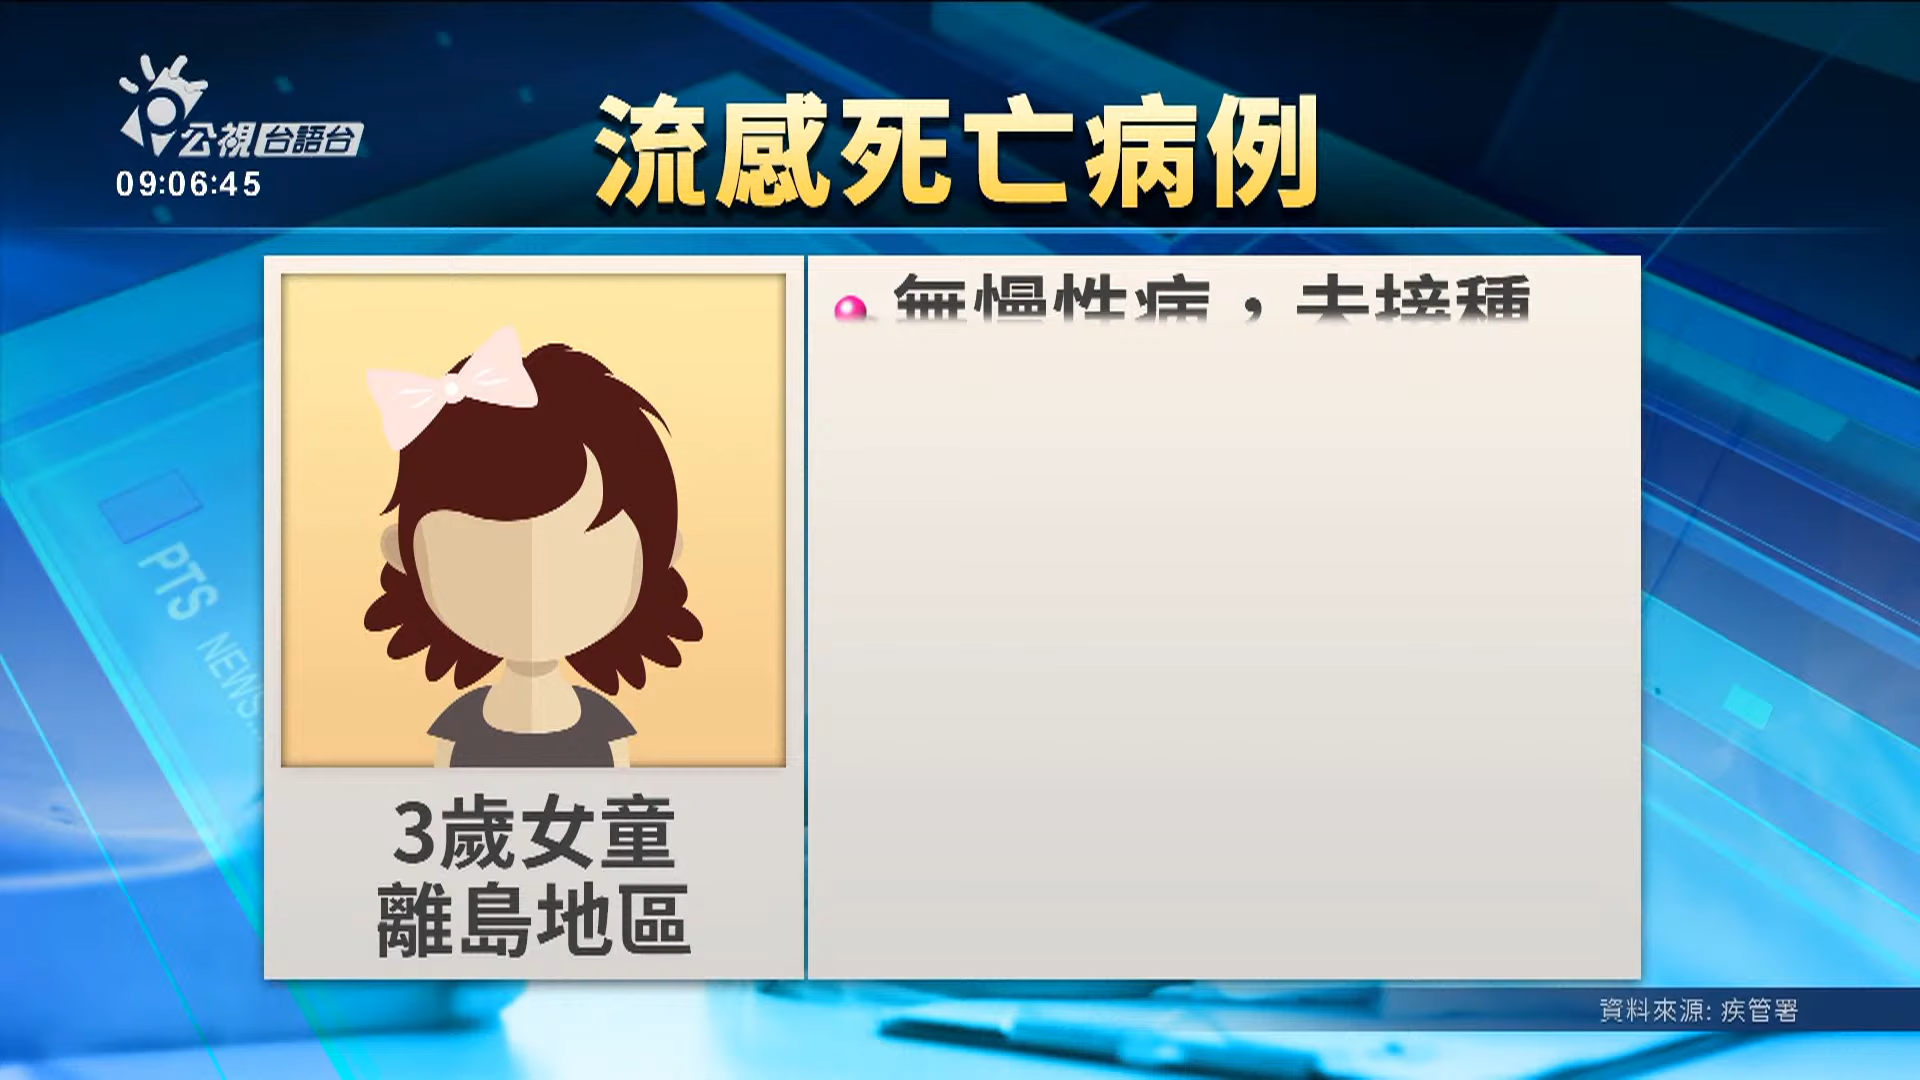 公視台語台
09:06:45
流感死亡病例
無慢性病，未接種
3歲女童
離島地區
PTS NEWS
資料來源: 疾管署